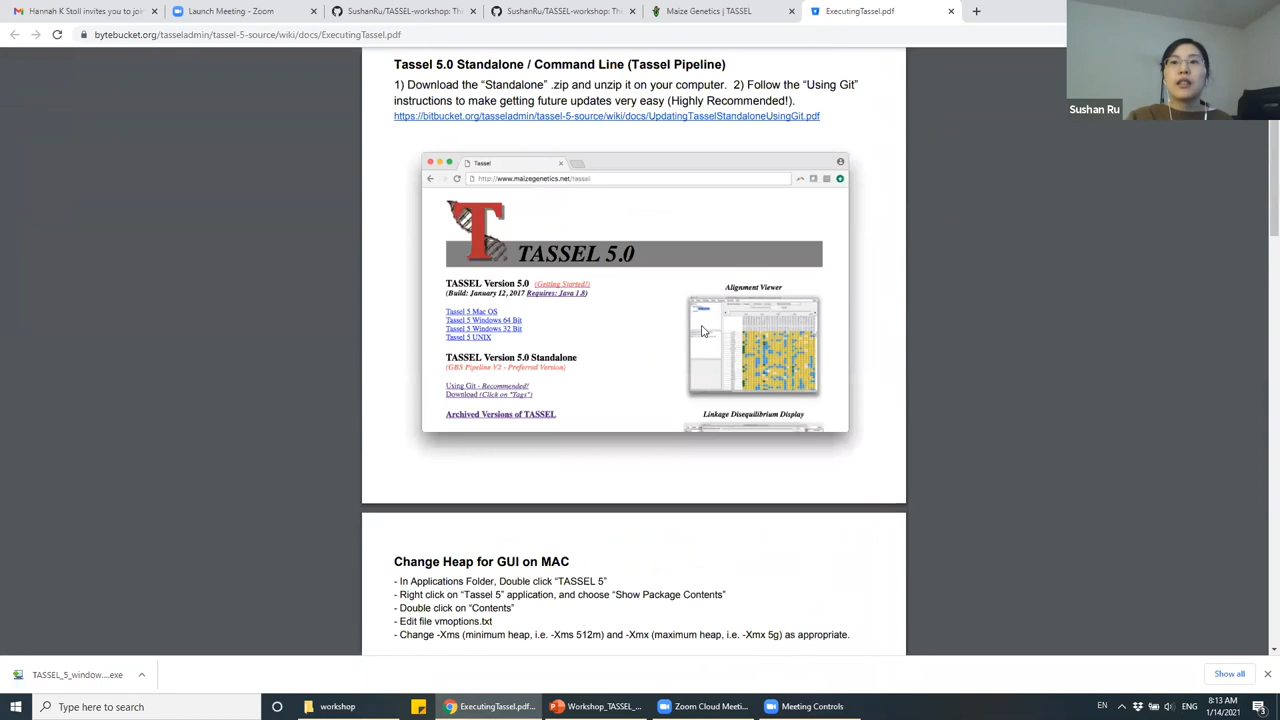 Hannah K Stoll invites you to join
Launch Meeting - Zoom
SushanRu/TASSEL-workshop: Th
SushanRu/TASSEL-workshop: Th
Maize Genetics | TASSEL
ExecutingTassel.pdf
bytebucket.org/tasseladmin/tassel-5-source/wiki/docs/ExecutingTassel.pdf
Sushan Ru
Tassel 5.0 Standalone / Command Line (Tassel Pipeline)
1) Download the “Standalone” .zip and unzip it on your computer.  2) Follow the “Using Git”
instructions to make getting future updates very easy (Highly Recommended!).
https://bitbucket.org/tasseladmin/tassel-5-source/wiki/docs/UpdatingTasselStandaloneUsingGit.pdf
Tassel
http://www.maizegenetics.net/tassel
T
TASSEL 5.0
TASSEL Version 5.0 (Getting Started!)
(Build: January 12, 2017 Requires: Java 1.8)
Tassel 5 Mac OS
Tassel 5 Windows 64 Bit
Tassel 5 Windows 32 Bit
Tassel 5 UNIX
TASSEL Version 5.0 Standalone
(GBS Pipeline V2 - Preferred Version)
Using Git - Recommended!
Download (Click on "Tags")
Archived Versions of TASSEL
Alignment Viewer
Linkage Disequilibrium Display
Change Heap for GUI on MAC
- In Applications Folder, Double click “TASSEL 5”
- Right click on “Tassel 5” application, and choose “Show Package Contents”
- Double click on “Contents”
- Edit file vmoptions.txt
- Change -Xms (minimum heap, i.e. -Xms 512m) and -Xmx (maximum heap, i.e. -Xmx 5g) as appropriate.
TASSEL_5_window....exe
Show all
Type here to search
workshop
ExecutingTassel.pdf...
Workshop_TASSEL_...
Zoom Cloud Meeti...
Meeting Controls
EN
ENG
8:13 AM
1/14/2021
3